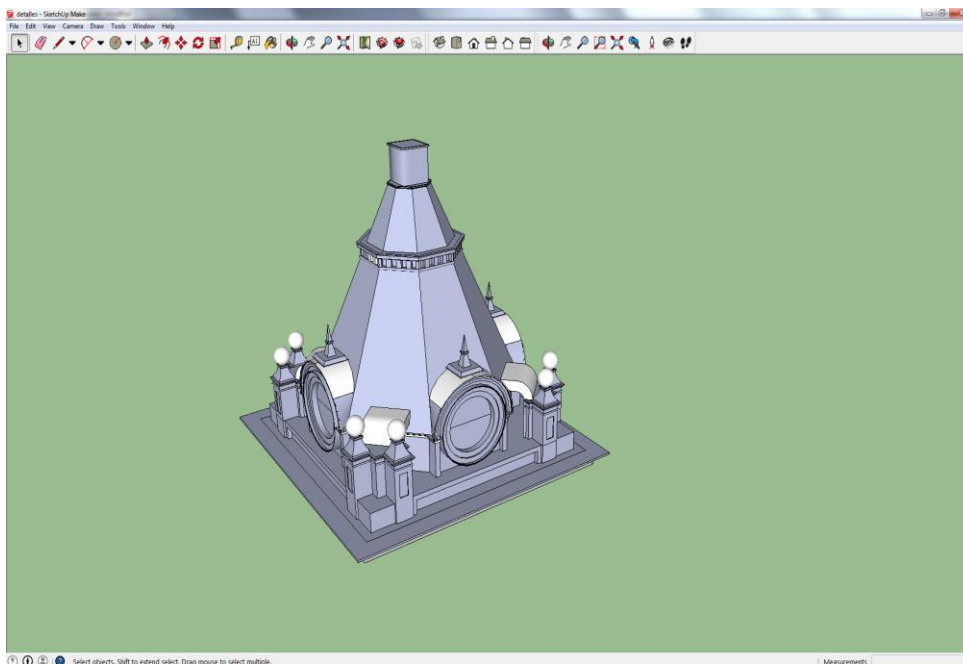 detalles - SketchUp Make
File Edit View Camera Draw Tools Window Help
A1
Select objects. Shift to extend select. Drag mouse to select multiple.
Measurements